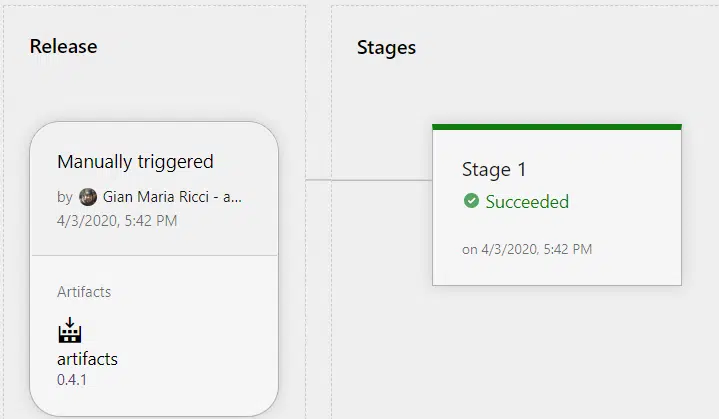 Release
Manually triggered
by Gian Maria Ricci - a...
4/3/2020, 5:42 PM
Artifacts
artifacts
0.4.1
Stages
Stage 1
Succeeded
on 4/3/2020, 5:42 PM